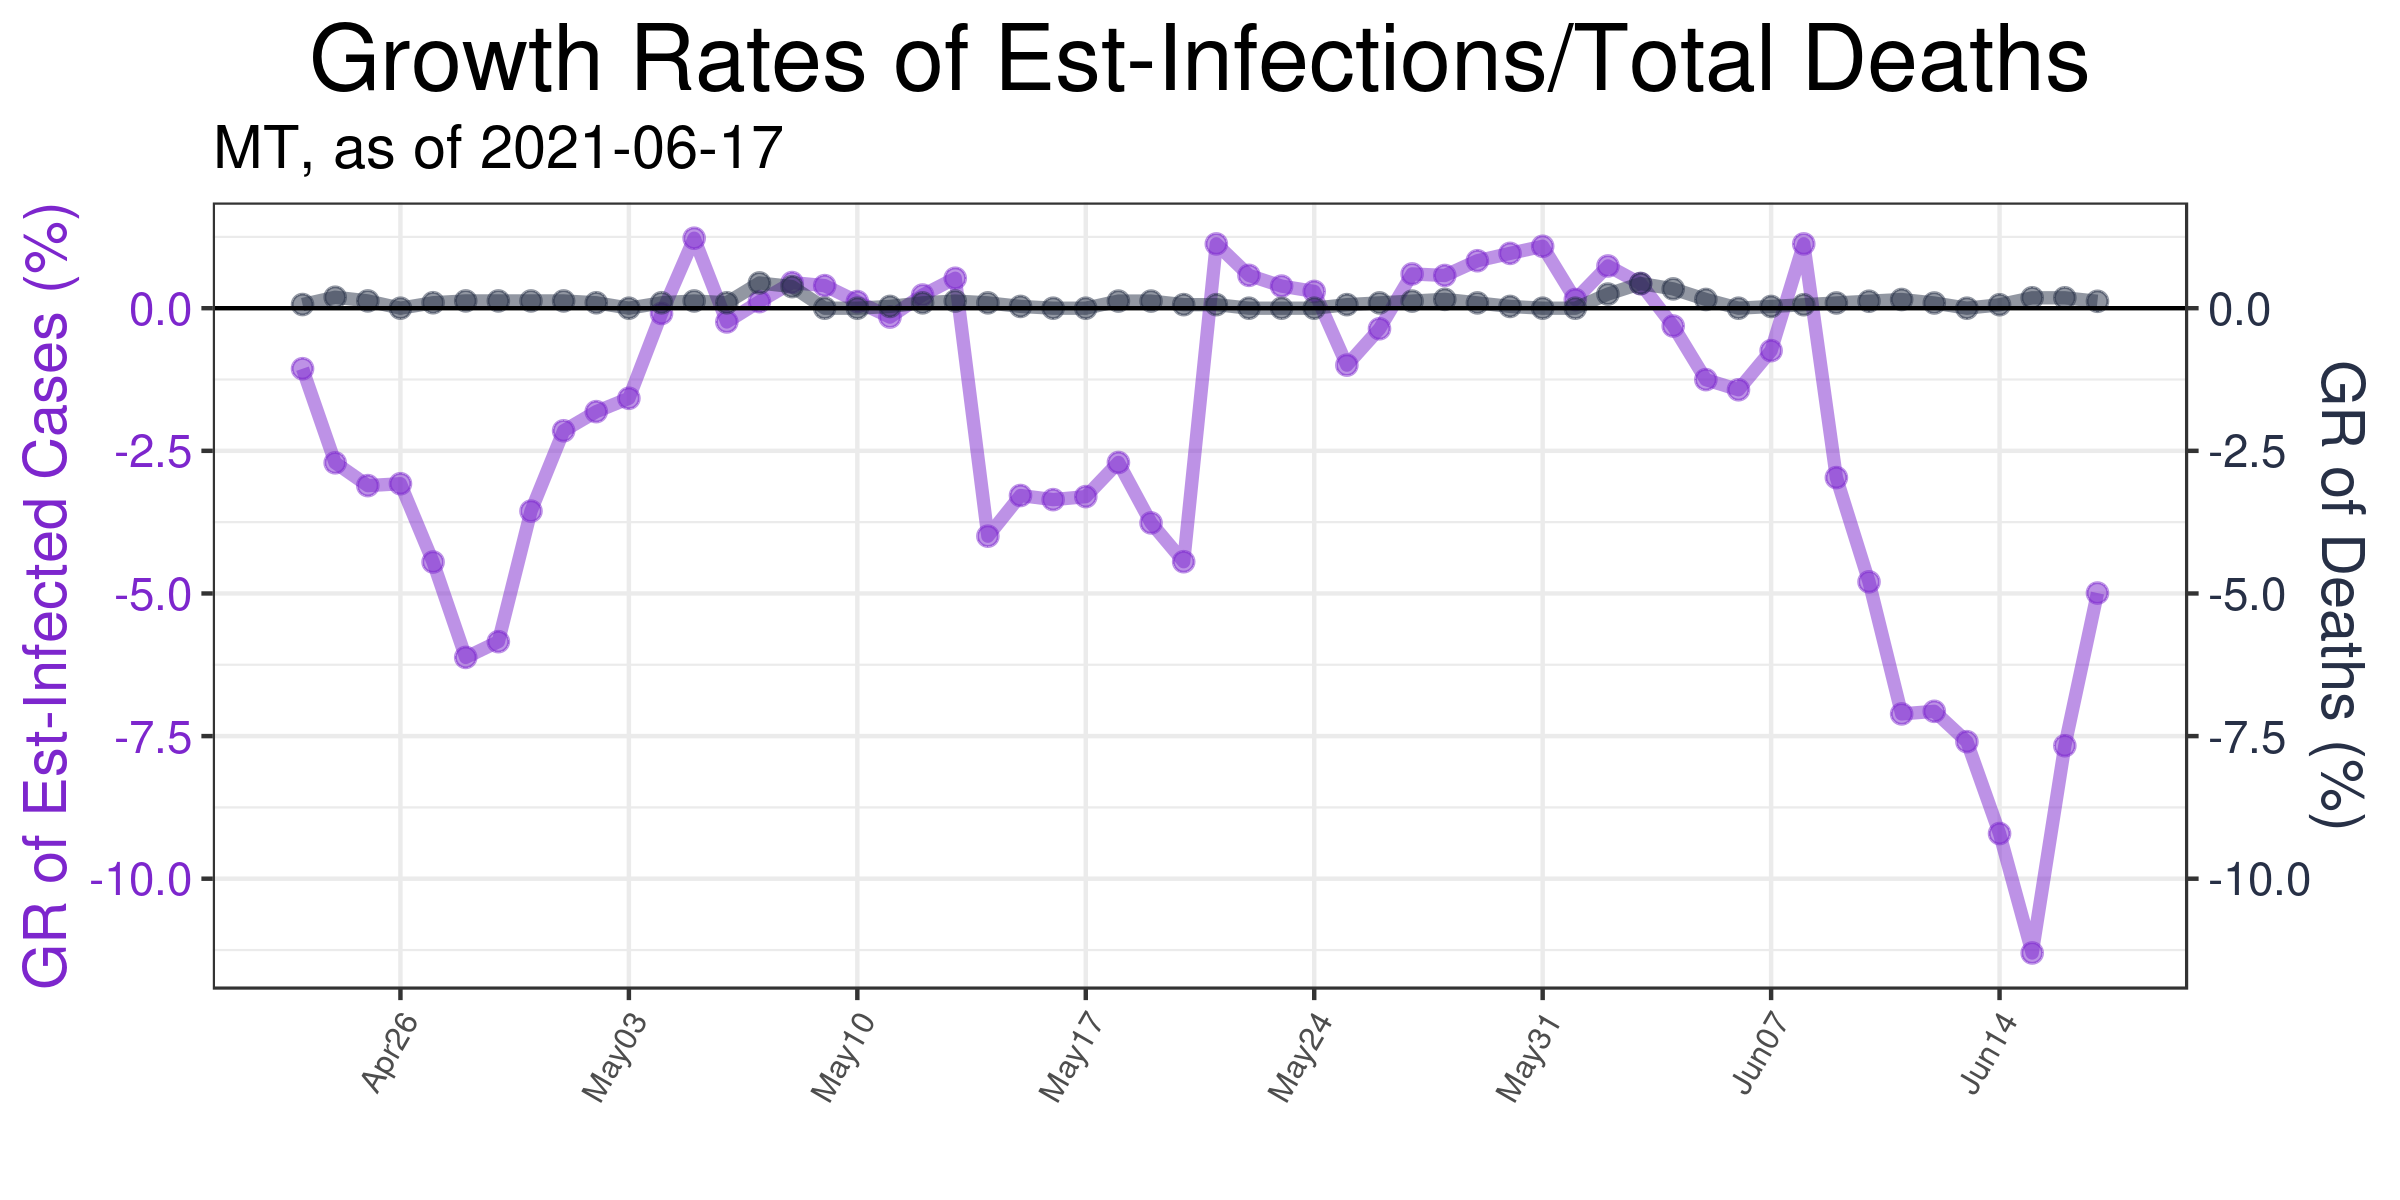 Growth Rates of Est-Infections/Total Deaths
MT, as of 2021-06-17
GR of Est-Infected Cases (%)
0.0
-2.5
-5.0
-7.5
-10.0
0.0
-2.5
-5.0
-7.5
-10.0
GR of Deaths (%)
Apr26
May03
May10
May17
May24
May31
Jun07
Jun14